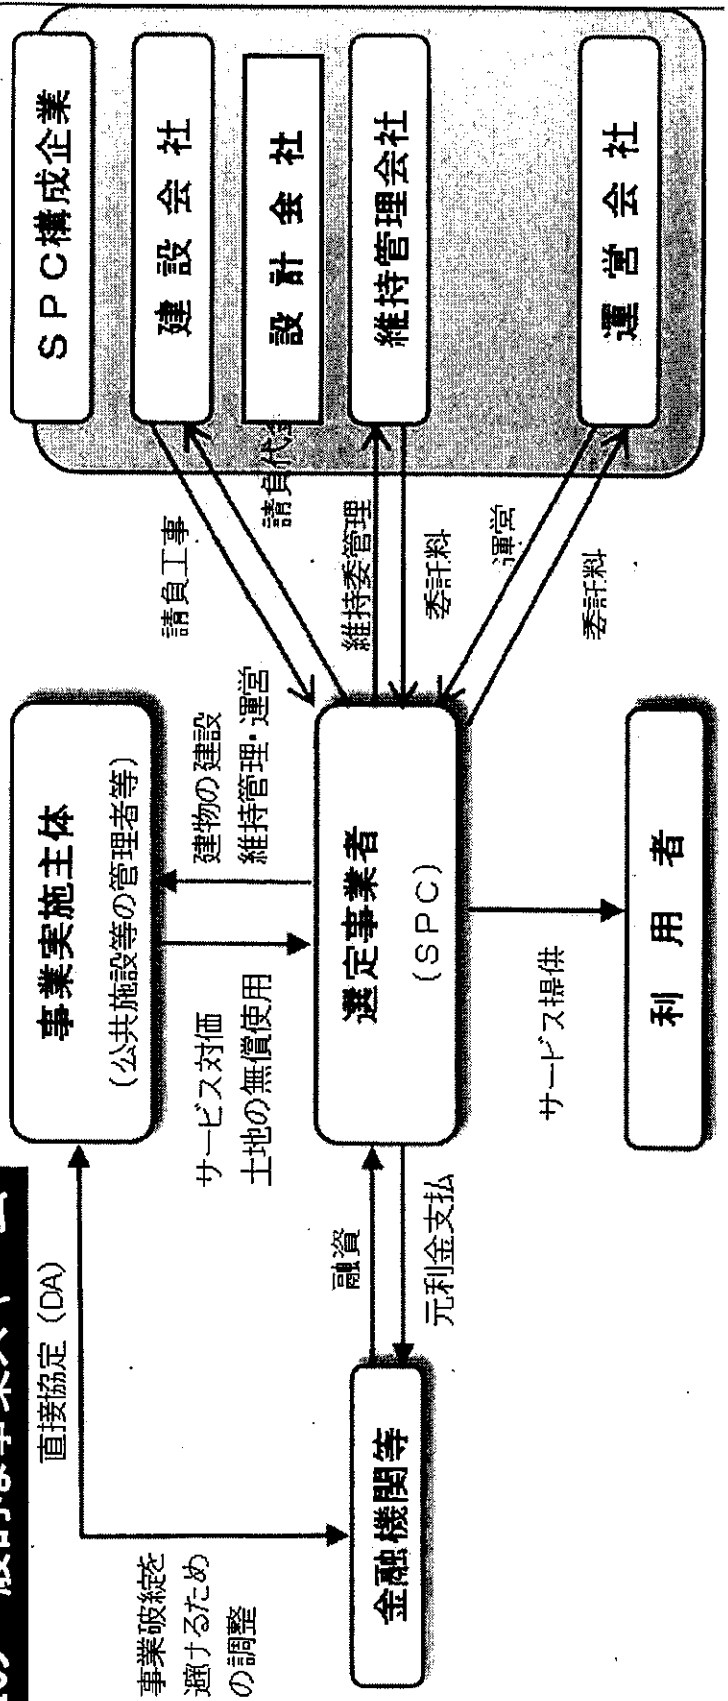 一般的な事業スキーム
直接協定（DA）
事業破綻を
避けるため
の調整
事業実施主体
（公共施設等の管理者等）
サービス対価
土地の無償使用
建物の建設
維持管理・運営
金融機関等
融資
元利金支払
選定事業者
（SPC）
サービス提供
利用者
請負工事
請負代金
維持委管理
委託料
運営
委託料
SPC構成企業
建設会社
設計会社
維持管理会社
運営会社